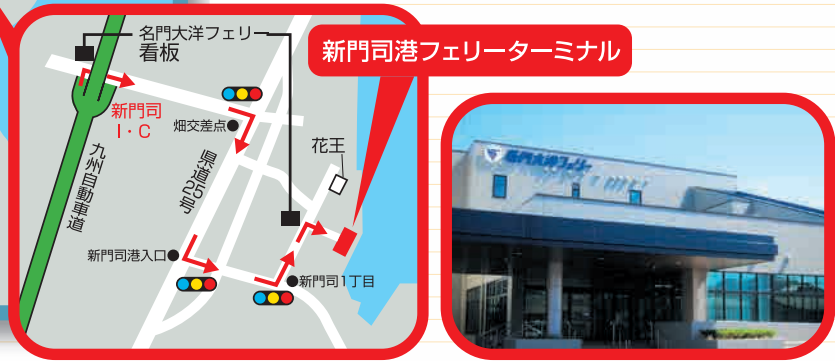 名門大洋フェリー
看板
新門司港フェリーターミナル
新門司
I・C
畑交差点
花王
九州自動車道
県道25号
新門司港入口
新門司1丁目
名門大洋フェリー